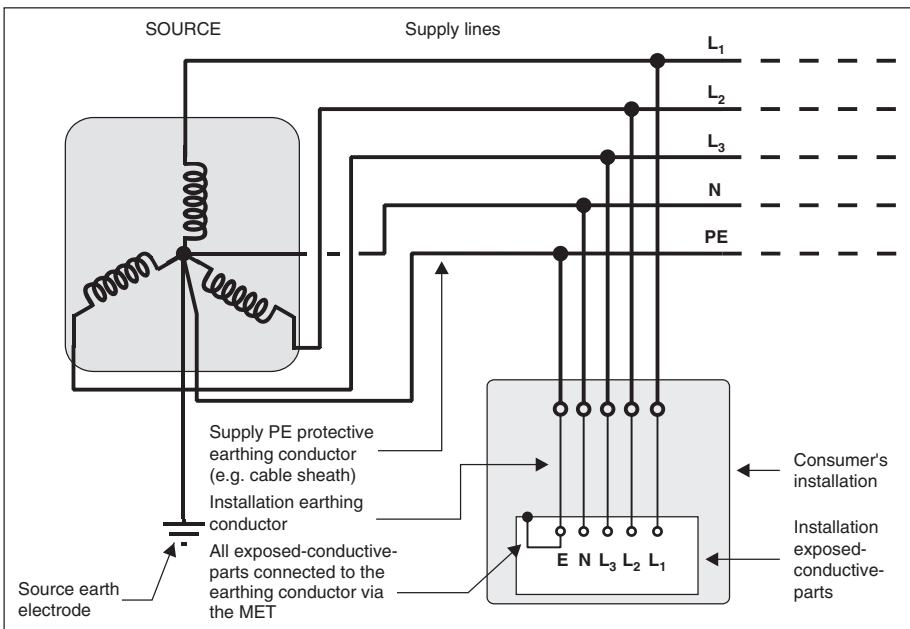 SOURCE
Supply lines
L₁
L₂
L₃
N
PE
Supply PE protective
earthing conductor
(e.g. cable sheath)
Installation earthing
conductor
All exposed-conductive-
parts connected to the
earthing conductor via
the MET
Source earth
electrode
E N L₃ L₂ L₁
Consumer's
installation
Installation
exposed-
conductive-
parts